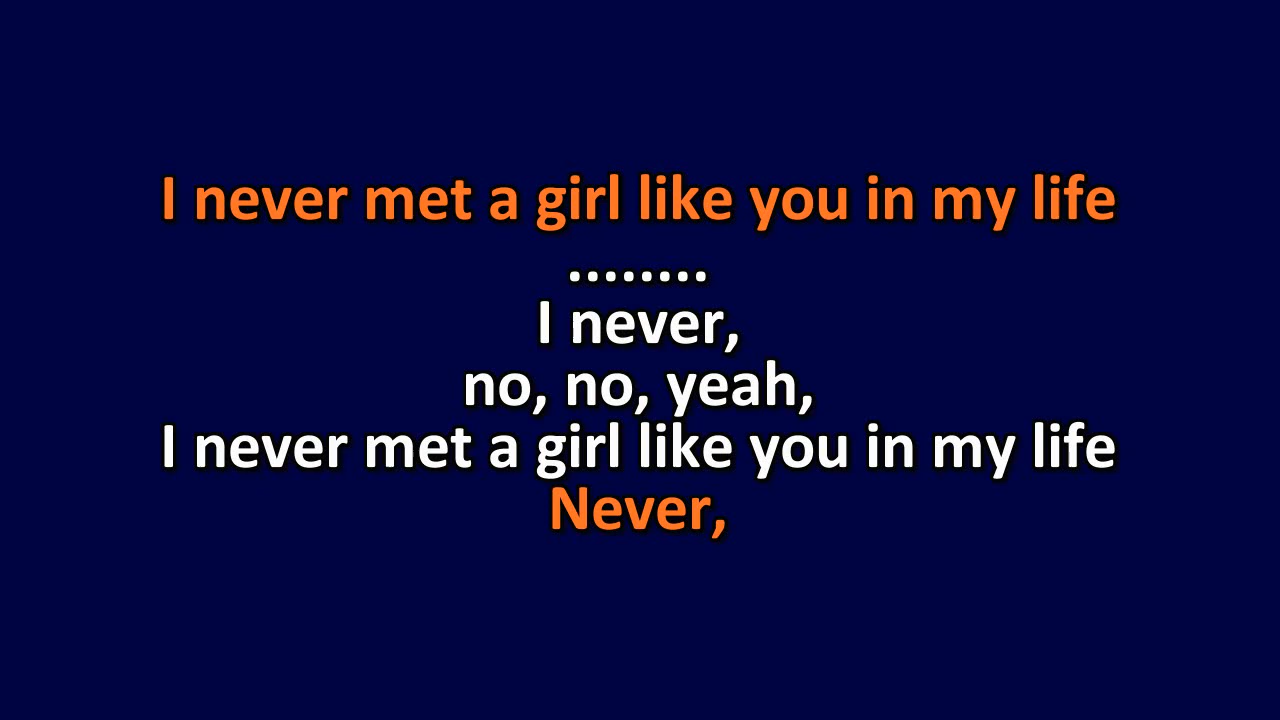 I never met a girl like you in my life
........
I never,
no, no, yeah,
I never met a girl like you in my life
Never,